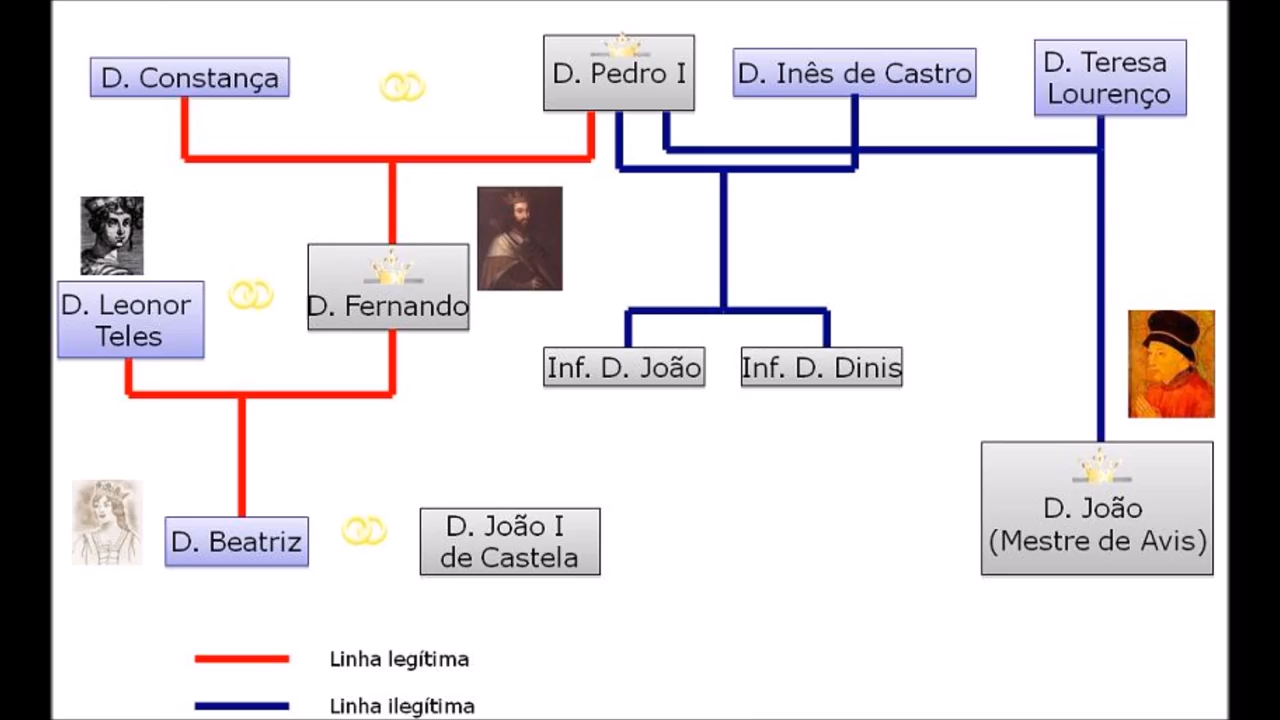 D. Constança
D. Pedro I
D. Inês de Castro
D. Teresa
Lourenço
D. Leonor
Teles
D. Fernando
Inf. D. João
Inf. D. Dinis
D. Beatriz
D. João I
de Castela
D. João
(Mestre de Avis)
Linha legítima
Linha ilegítima